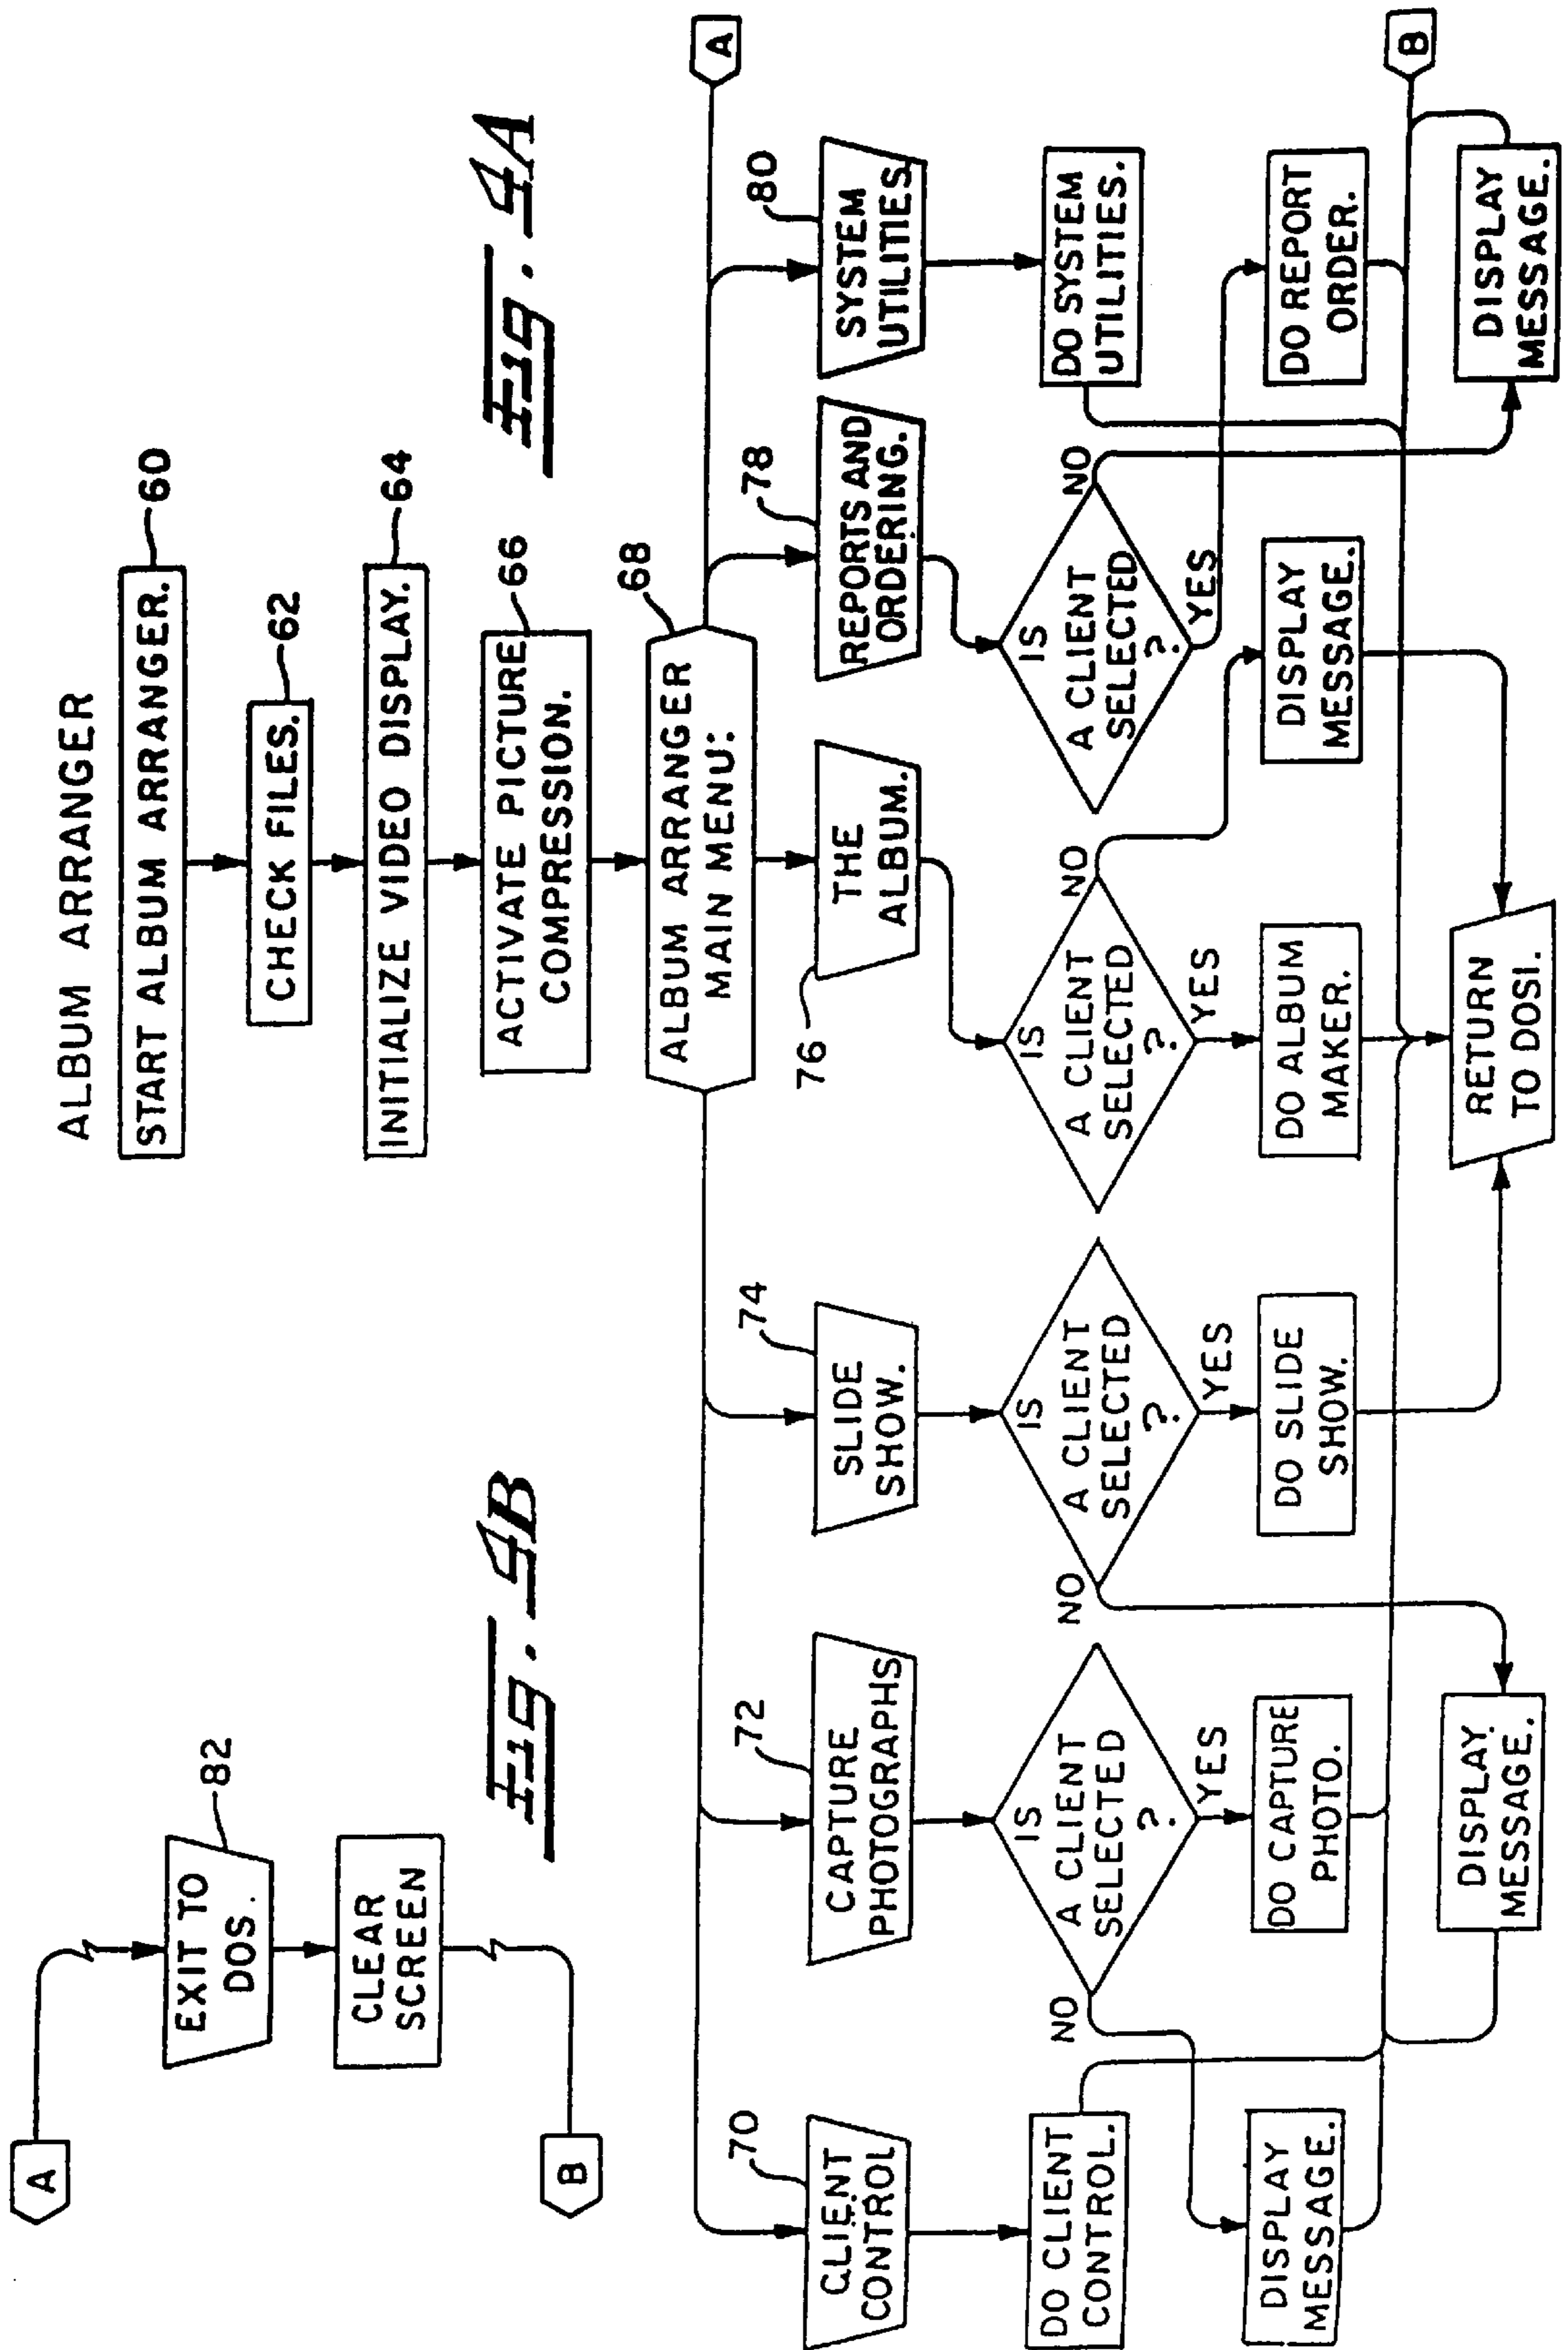 ALBUM ARRANGER
START ALBUM ARRANGER.
60
CHECK FILES.
62
INITIALIZE VIDEO DISPLAY.
64
ACTIVATE PICTURE
COMPRESSION.
66
ALBUM ARRANGER
MAIN MENU:
68
A
Fig. 4A
CLIENT
CONTROL
70
CAPTURE
PHOTOGRAPHS
72
SLIDE
SHOW.
74
THE
ALBUM.
76
REPORTS AND
ORDERING.
78
SYSTEM
UTILITIES
80
DO CLIENT
CONTROL.
IS
A CLIENT
SELECTED
?
NO
YES
IS
A CLIENT
SELECTED
?
NO
YES
IS
A CLIENT
SELECTED
?
NO
YES
IS
A CLIENT
SELECTED
?
NO
YES
DO SYSTEM
UTILITIES.
DISPLAY
MESSAGE.
DO CAPTURE
PHOTO.
DO SLIDE
SHOW.
DO ALBUM
MAKER.
DISPLAY
MESSAGE.
DO REPORT
ORDER.
B
DISPLAY.
MESSAGE.
RETURN
TO DOSI.
DISPLAY
MESSAGE.
A
EXIT TO
DOS.
82
CLEAR
SCREEN
B
Fig. 4B